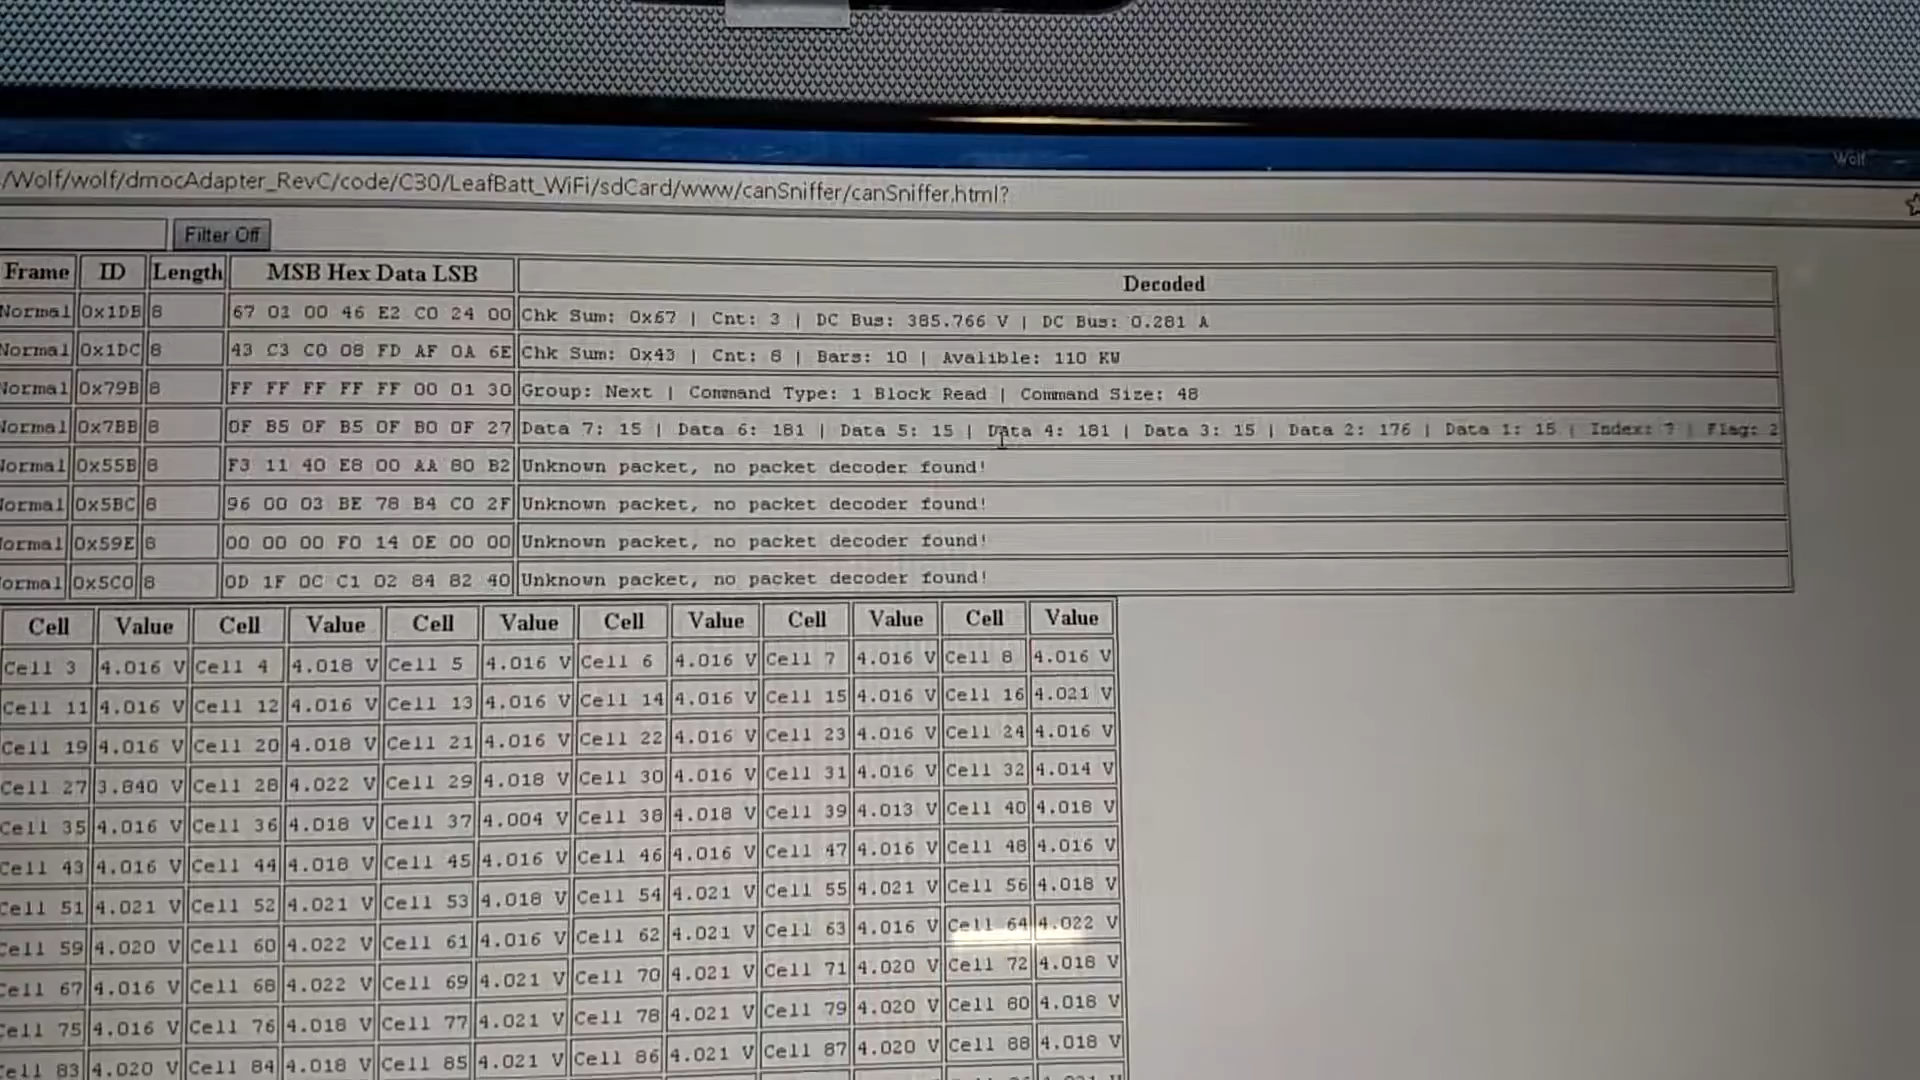 Wolf
/Wolf/wolf/dmocAdapter_RevC/code/C30/LeafBatt_WiFi/sdCard/www/canSniffer/canSniffer.html?
Filter Off
Frame ID Length MSB Hex Data LSB Decoded
Normal 0x1DB 8 67 01 00 46 E2 C0 24 00 Chk Sum: 0x67 | Cnt: 3 | DC Bus: 385.766 V | DC Bus: 0.281 A
Normal 0x1DC 8 43 C3 C0 08 FD AF 0A 6E Chk Sum: 0x43 | Cnt: 8 | Bars: 10 | Avalible: 110 KW
Normal 0x79B 8 FF FF FF FF FF 00 01 30 Group: Next | Command Type: 1 Block Read | Command Size: 48
Normal 0x7BB 8 0F B5 0F B5 0F B0 0F 27 Data 7: 15 | Data 6: 181 | Data 5: 15 | Data 4: 181 | Data 3: 15 | Data 2: 176 | Data 1: 15 | Index: 7 | Flag: 2
Normal 0x55B 8 F3 11 40 E8 00 AA 80 B2 Unknown packet, no packet decoder found!
ormal 0x5BC 8 96 00 03 BE 78 B4 C0 2F Unknown packet, no packet decoder found!
ormal 0x59E 8 00 00 00 F0 14 0E 00 00 Unknown packet, no packet decoder found!
ormal 0x5C0 8 0D 1F 0C C1 02 84 82 40 Unknown packet, no packet decoder found!
Cell Value Cell Value Cell Value Cell Value Cell Value Cell Value
Cell 3 4.016 V Cell 4 4.018 V Cell 5 4.016 V Cell 6 4.016 V Cell 7 4.016 V Cell 8 4.016 V
Cell 11 4.016 V Cell 12 4.016 V Cell 13 4.016 V Cell 14 4.016 V Cell 15 4.016 V Cell 16 4.021 V
Cell 19 4.016 V Cell 20 4.018 V Cell 21 4.016 V Cell 22 4.016 V Cell 23 4.016 V Cell 24 4.016 V
Cell 27 3.840 V Cell 28 4.022 V Cell 29 4.018 V Cell 30 4.016 V Cell 31 4.016 V Cell 32 4.014 V
Cell 35 4.016 V Cell 36 4.018 V Cell 37 4.004 V Cell 38 4.018 V Cell 39 4.013 V Cell 40 4.018 V
Cell 43 4.016 V Cell 44 4.018 V Cell 45 4.016 V Cell 46 4.016 V Cell 47 4.016 V Cell 48 4.016 V
Cell 51 4.021 V Cell 52 4.021 V Cell 53 4.018 V Cell 54 4.021 V Cell 55 4.021 V Cell 56 4.018 V
Cell 59 4.020 V Cell 60 4.022 V Cell 61 4.016 V Cell 62 4.021 V Cell 63 4.016 V Cell 64 4.022 V
Cell 67 4.016 V Cell 68 4.022 V Cell 69 4.021 V Cell 70 4.021 V Cell 71 4.020 V Cell 72 4.018 V
Cell 75 4.016 V Cell 76 4.018 V Cell 77 4.021 V Cell 78 4.021 V Cell 79 4.020 V Cell 80 4.018 V
Cell 83 4.020 V Cell 84 4.018 V Cell 85 4.021 V Cell 86 4.021 V Cell 87 4.020 V Cell 88 4.018 V